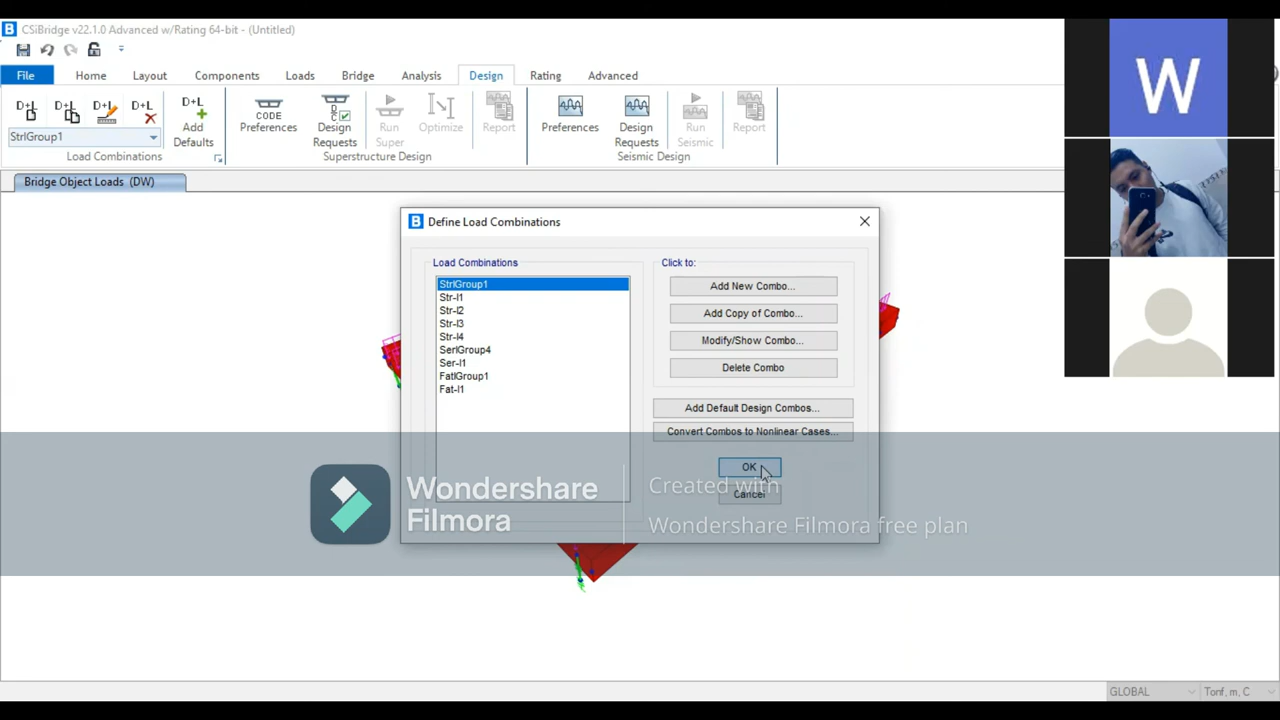 CSiBridge v22.1.0 Advanced w/Rating 64-bit - (Untitled)
File Home Layout Components Loads Bridge Analysis Design Rating Advanced
StrIGroup1
Add Defaults
Load Combinations
CODE Preferences
Design Requests
Run Super
Optimize
Report
Superstructure Design
Preferences
Design Requests
Run Seismic
Report
Seismic Design
Bridge Object Loads (DW)
Define Load Combinations
Load Combinations
StrIGroup1
Str-I1
Str-I2
Str-I3
Str-I4
SerIGroup4
Ser-I1
FatIGroup1
Fat-I1
Click to:
Add New Combo...
Add Copy of Combo...
Modify/Show Combo...
Delete Combo
Add Default Design Combos...
Convert Combos to Nonlinear Cases...
OK
Cancel
Wondershare
Filmora
Created with
Wondershare Filmora free plan
W
GLOBAL
Tonf, m, C